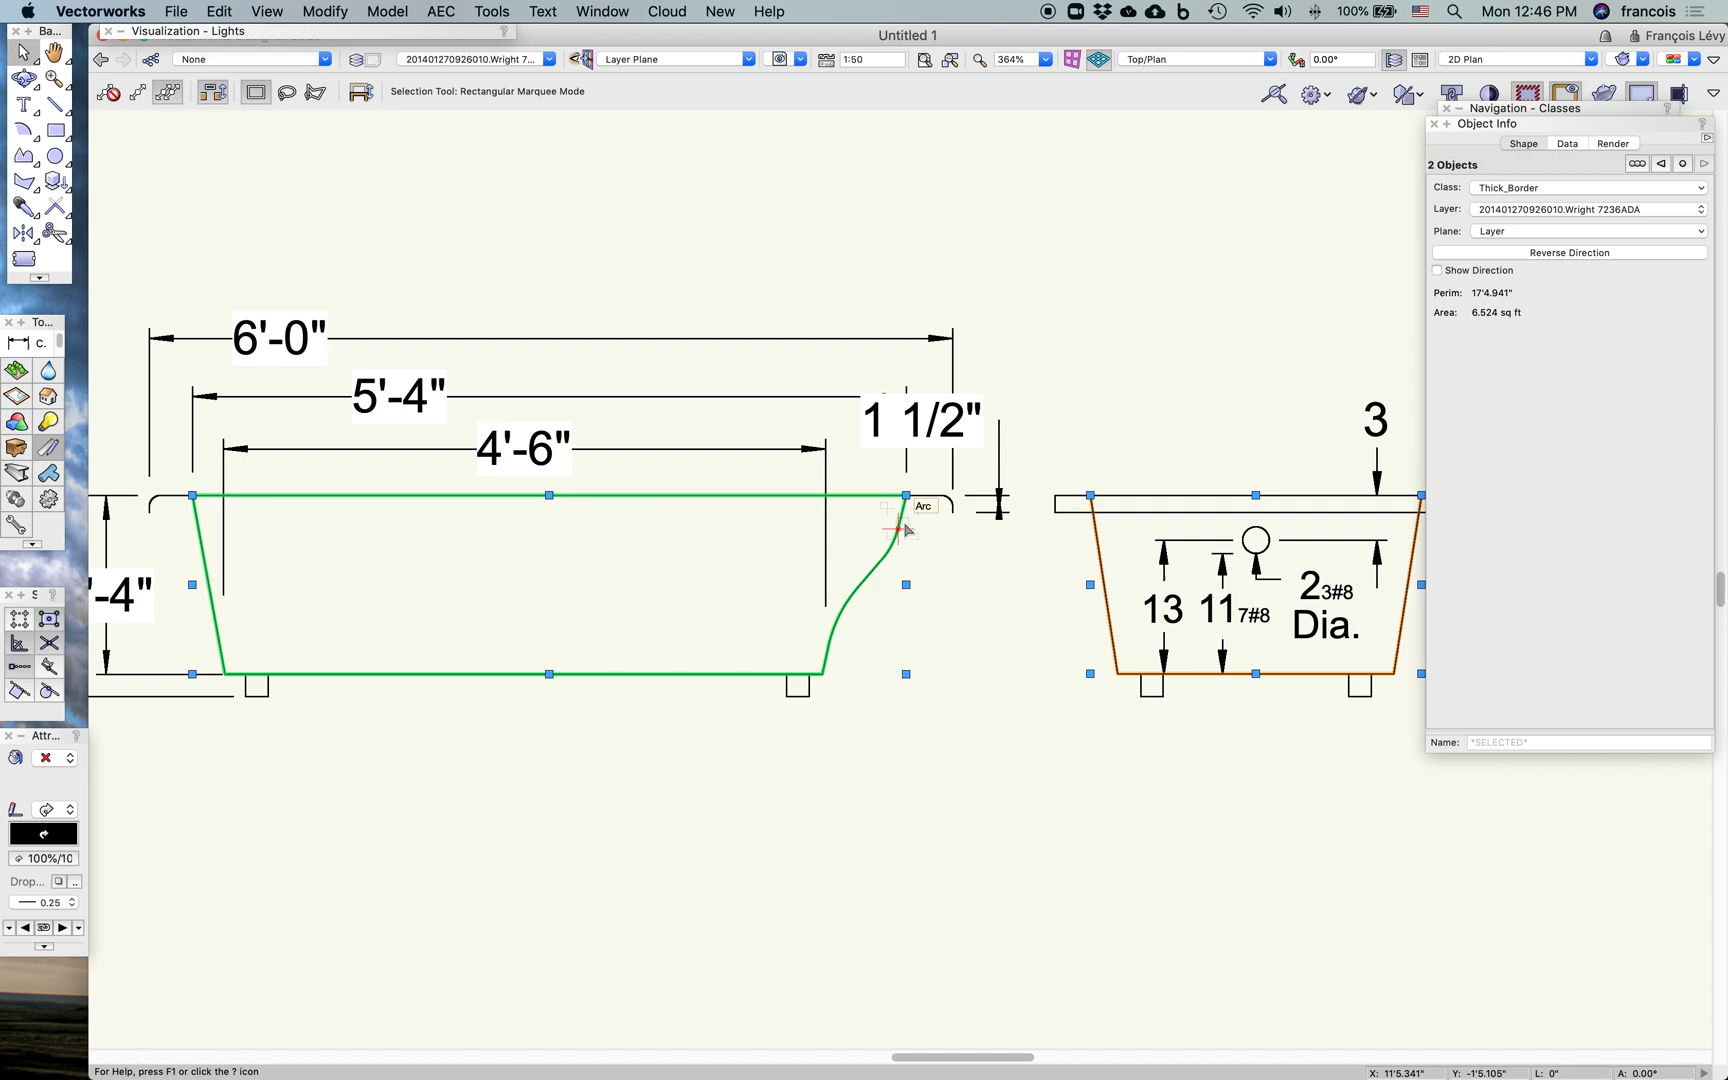 Vectorworks File Edit View Modify Model AEC Tools Text Window Cloud New Help 100% Mon 12:46 PM francois
Ba... Visualization - Lights ? Untitled 1 François Lévy
None 201401270926010.Wright 7... Layer Plane 1:50 364% Top/Plan 0.00° 2D Plan
Selection Tool: Rectangular Marquee Mode
Navigation - Classes ?
Object Info ?
Shape Data Render
2 Objects
Class: Thick_Border
Layer: 201401270926010.Wright 7236ADA
Plane: Layer
Reverse Direction
Show Direction
Perim: 17'4.941"
Area: 6.524 sq ft
Name: *SELECTED*
To...
C.
S ?
Attr... ?
100%/10
Drop... ..
0.25
6'-0"
5'-4"
4'-6"
1 1/2"
'-4"
Arc
3
13
11 7#8
2 3#8
Dia.
For Help, press F1 or click the ? icon
X: 11'5.341" Y: -1'5.105" L: 0" A: 0.00°